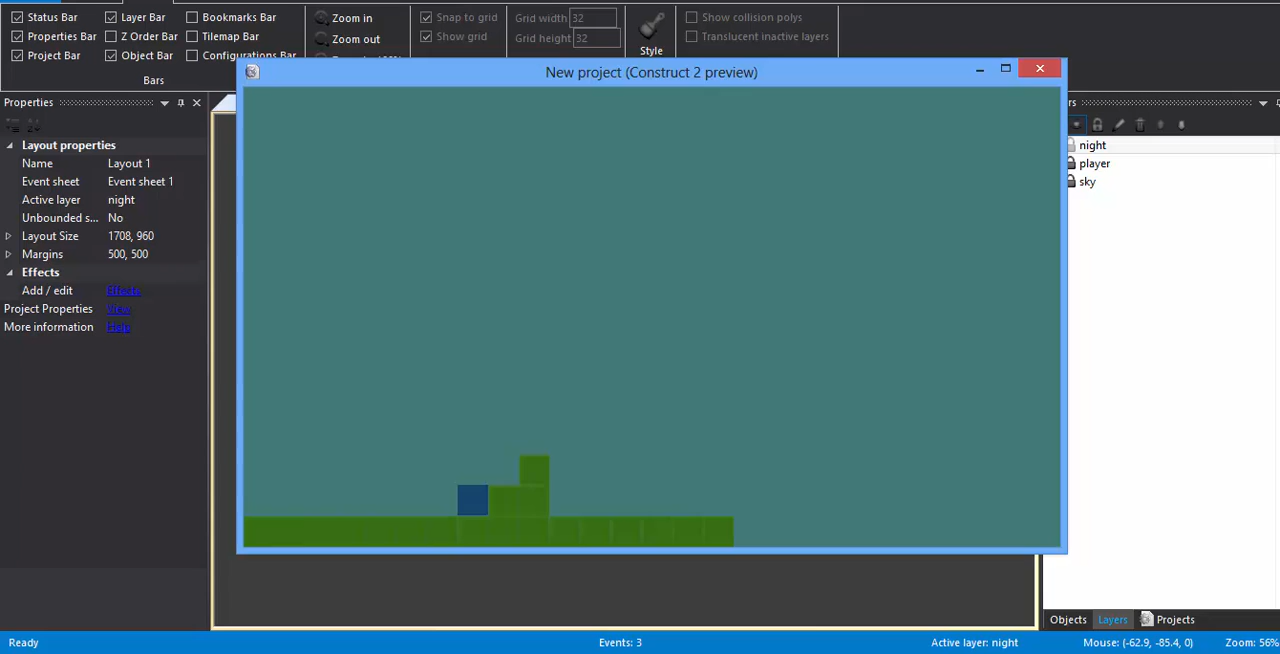 Status Bar
Layer Bar
Bookmarks Bar
Properties Bar
Z Order Bar
Tilemap Bar
Project Bar
Object Bar
Configurations Bar
Bars
Zoom in
Zoom out
Snap to grid
Show grid
Grid width 32
Grid height 32
Style
Show collision polys
Translucent inactive layers
New project (Construct 2 preview)
Properties
Layout properties
Name Layout 1
Event sheet Event sheet 1
Active layer night
Unbounded s... No
Layout Size 1708, 960
Margins 500, 500
Effects
Add / edit Effects
Project Properties View
More information Help
rs
night
player
sky
Objects Layers Projects
Ready
Events: 3
Active layer: night
Mouse: (-62.9, -85.4, 0)
Zoom: 56%